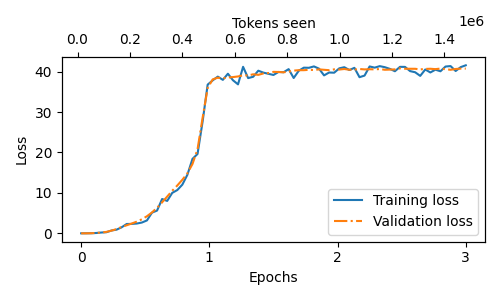 Tokens seen
0.0 0.2 0.4 0.6 0.8 1.0 1.2 1.4 1e6
40
30
20
10
0
Loss
Training loss
Validation loss
0 1 2 3
Epochs